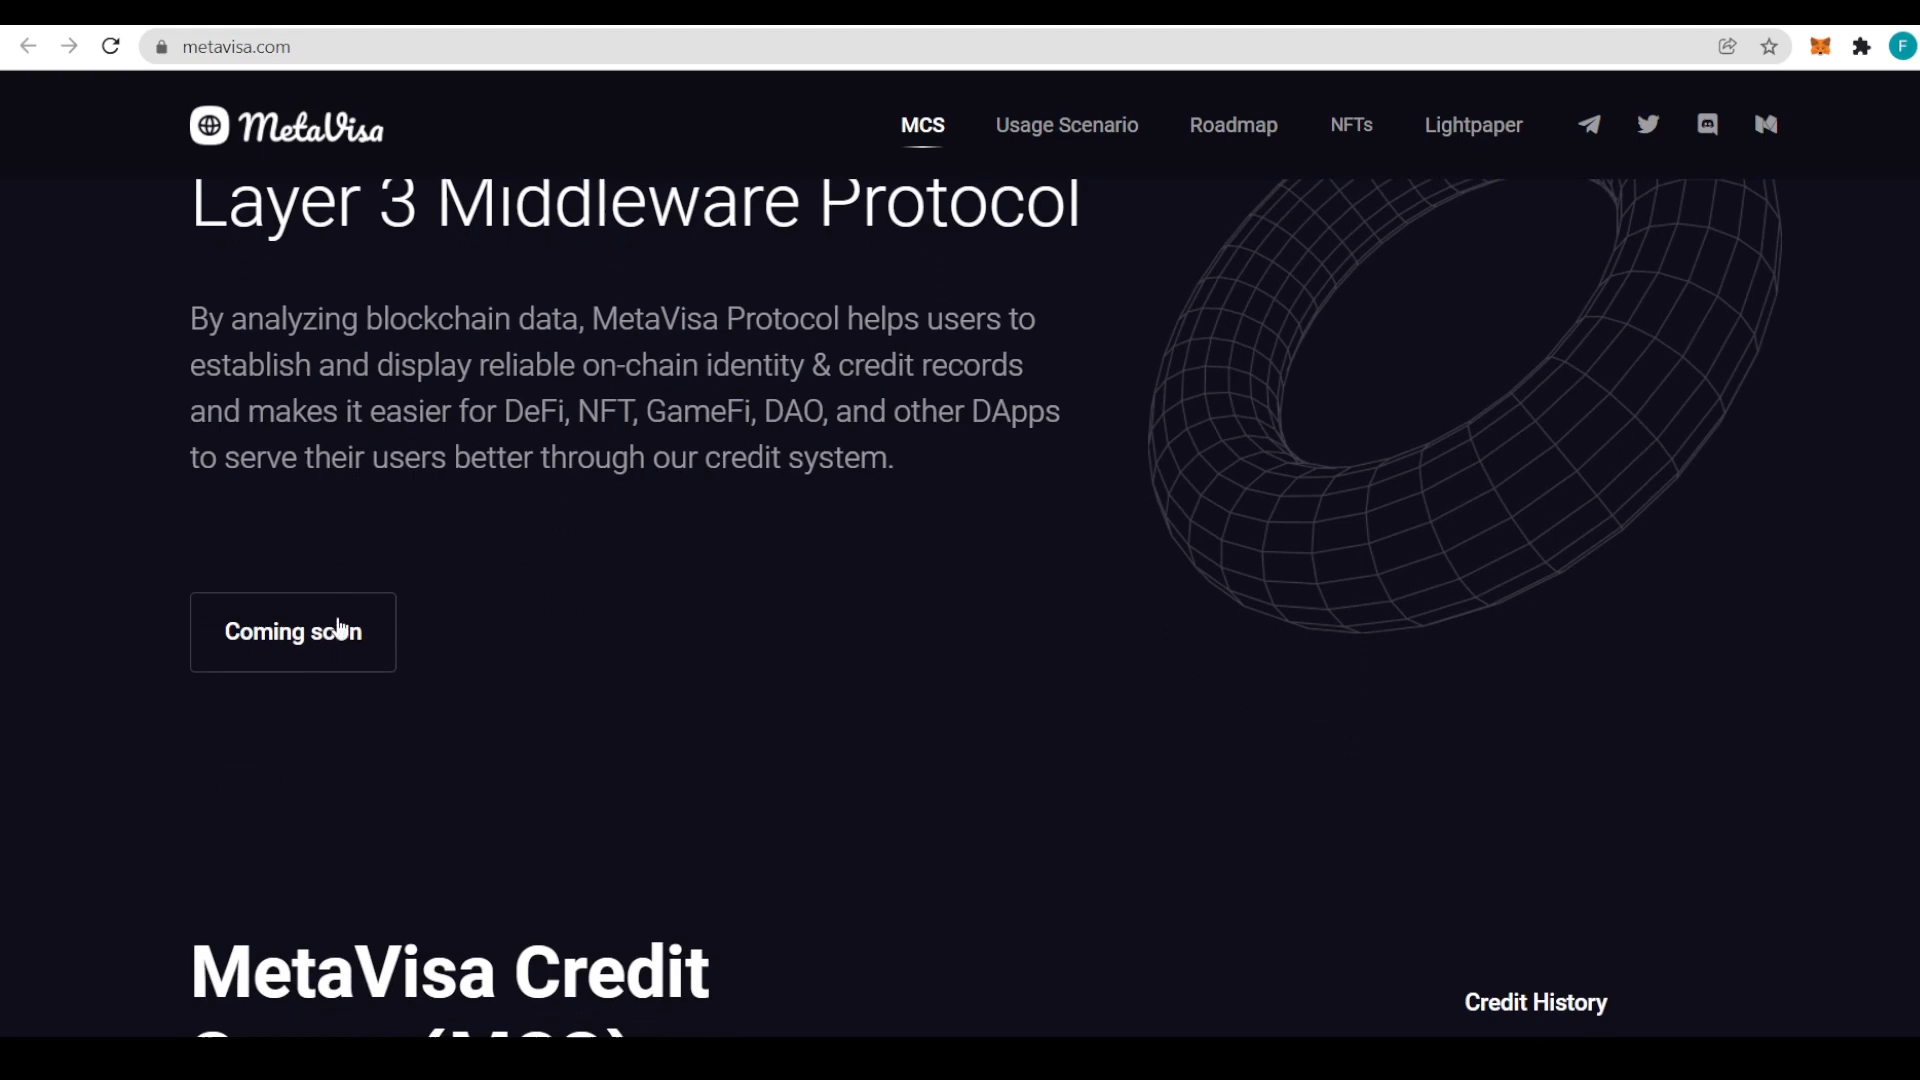 metavisa.com
F
MetaVisa
MCS
Usage Scenario
Roadmap
NFTs
Lightpaper
Layer 3 Middleware Protocol
By analyzing blockchain data, MetaVisa Protocol helps users to
establish and display reliable on-chain identity & credit records
and makes it easier for DeFi, NFT, GameFi, DAO, and other DApps
to serve their users better through our credit system.
Coming soon
MetaVisa Credit
Credit History